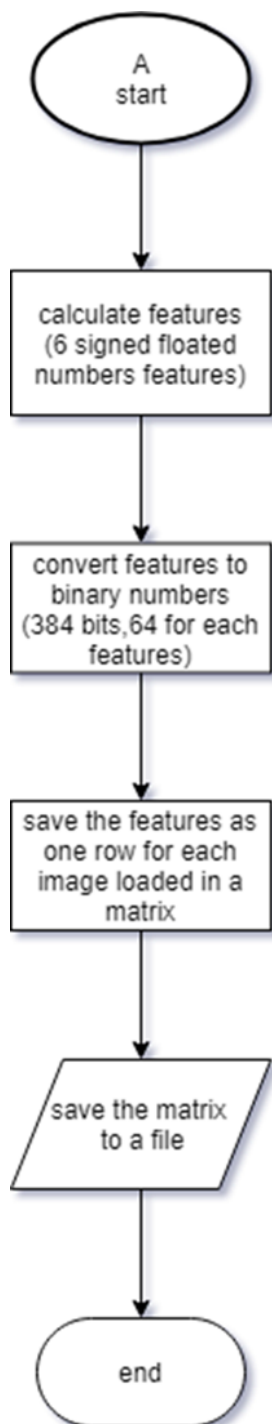 A
start
calculate features
(6 signed floated
numbers features)
convert features to
binary numbers
(384 bits,64 for each
features)
save the features as
one row for each
image loaded in a
matrix
save the matrix
to a file
end